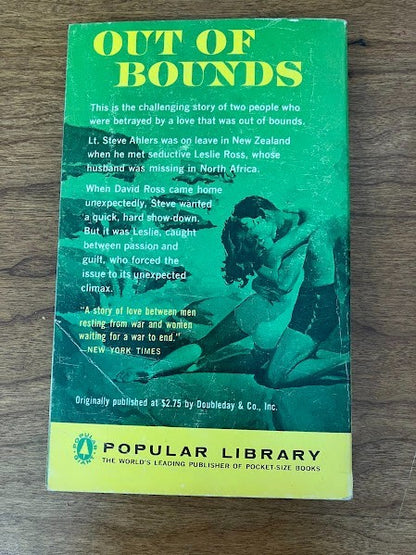 OUT OF
BOUNDS
This is the challenging story of two people who
were betrayed by a love that was out of bounds.
Lt. Steve Ahlers was on leave in New Zealand
when he met seductive Leslie Ross, whose
husband was missing in North Africa.
When David Ross came home
unexpectedly, Steve wanted
a quick, hard show-down.
But it was Leslie, caught
between passion and
guilt, who forced the
issue to its unexpected
climax.
"A story of love between men
resting from war and women
waiting for a war to end."
—NEW YORK TIMES
Originally published at $2.75 by Doubleday & Co., Inc.
POPULAR LIBRARY
THE WORLD'S LEADING PUBLISHER OF POCKET-SIZE BOOKS